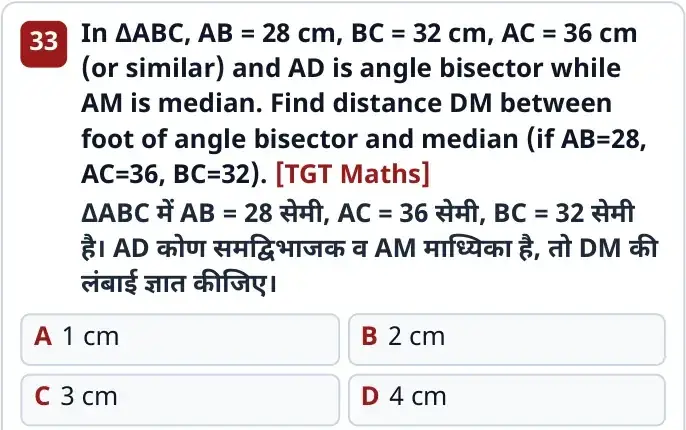 33 In ΔABC, AB = 28 cm, BC = 32 cm, AC = 36 cm
(or similar) and AD is angle bisector while
AM is median. Find distance DM between
foot of angle bisector and median (if AB=28,
AC=36, BC=32). [TGT Maths]
ΔABC में AB = 28 सेमी, AC = 36 सेमी, BC = 32 सेमी
है। AD कोण समद्विभाजक व AM माध्यिका है, तो DM की
लंबाई ज्ञात कीजिए।
A 1 cm
B 2 cm
C 3 cm
D 4 cm